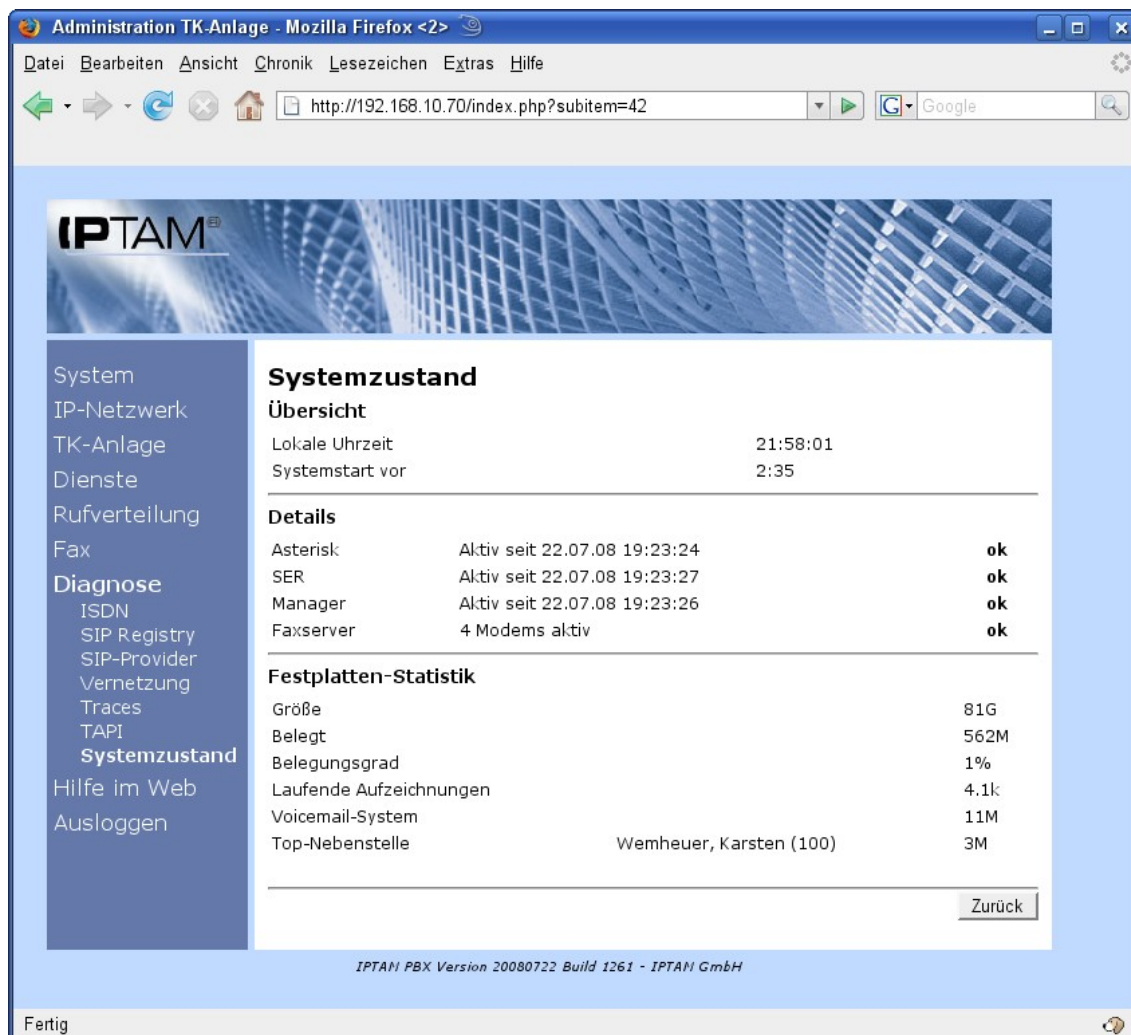 Administration TK-Anlage - Mozilla Firefox <2>
Datei Bearbeiten Ansicht Chronik Lesezeichen Extras Hilfe
http://192.168.10.70/index.php?subitem=42
G Google
IPTAM®
System
IP-Netzwerk
TK-Anlage
Dienste
Rufverteilung
Fax
Diagnose
ISDN
SIP Registry
SIP-Provider
Vernetzung
Traces
TAPI
Systemzustand
Hilfe im Web
Ausloggen
Systemzustand
Übersicht
Lokale Uhrzeit 21:58:01
Systemstart vor 2:35
Details
Asterisk Aktiv seit 22.07.08 19:23:24 ok
SER Aktiv seit 22.07.08 19:23:27 ok
Manager Aktiv seit 22.07.08 19:23:26 ok
Faxserver 4 Modems aktiv ok
Festplatten-Statistik
Größe 81G
Belegt 562M
Belegungsgrad 1%
Laufende Aufzeichnungen 4.1k
Voicemail-System 11M
Top-Nebenstelle Wemheuer, Karsten (100) 3M
Zurück
IPTAM PBX Version 20080722 Build 1261 - IPTAM GmbH
Fertig